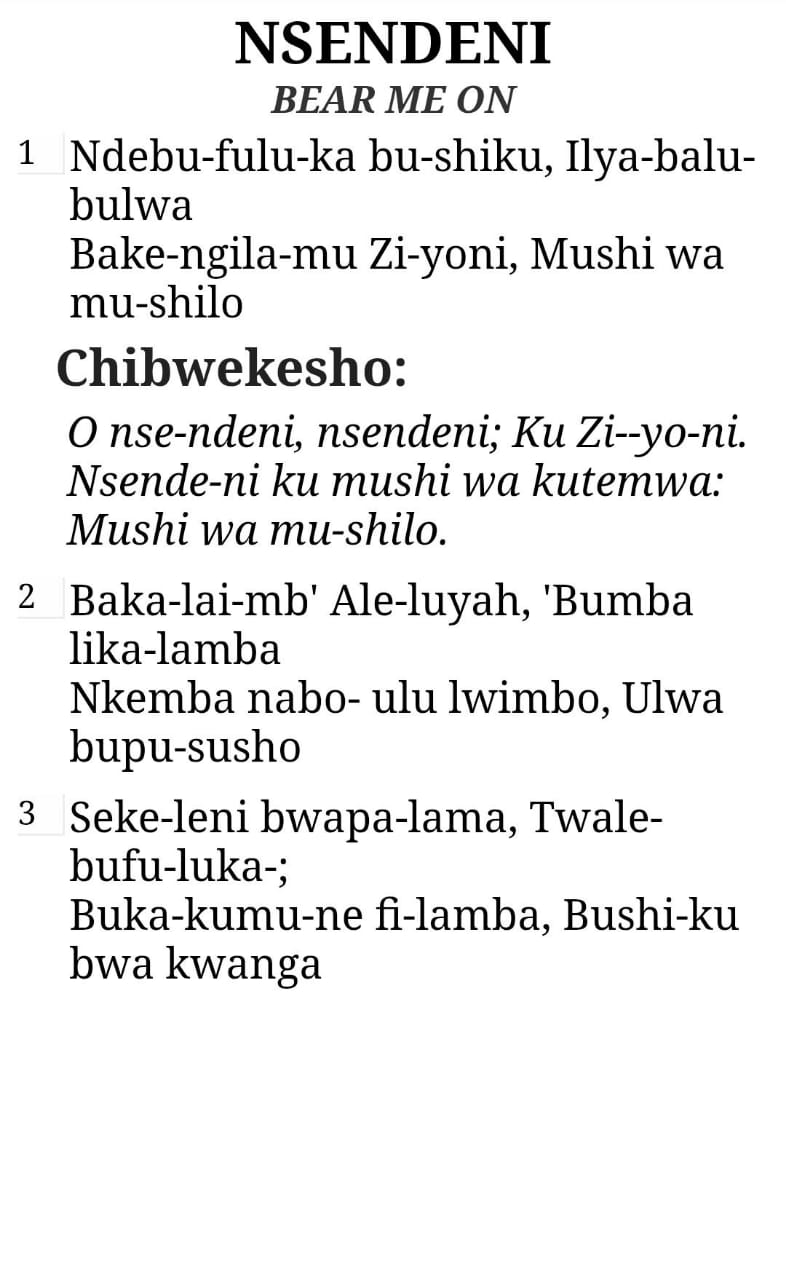 NSENDENI
BEAR ME ON
1 Ndebu-fulu-ka bu-shiku, Ilya-balu-
bulwa
Bake-ngila-mu Zi-yoni, Mushi wa
mu-shilo
Chibwekesho:
O nse-ndeni, nsendeni; Ku Zi--yo-ni.
Nsende-ni ku mushi wa kutemwa:
Mushi wa mu-shilo.
2 Baka-lai-mb' Ale-luyah, 'Bumba
lika-lamba
Nkemba nabo- ulu lwimbo, Ulwa
bupu-susho
3 Seke-leni bwapa-lama, Twale-
bufu-luka-;
Buka-kumu-ne fi-lamba, Bushi-ku
bwa kwanga